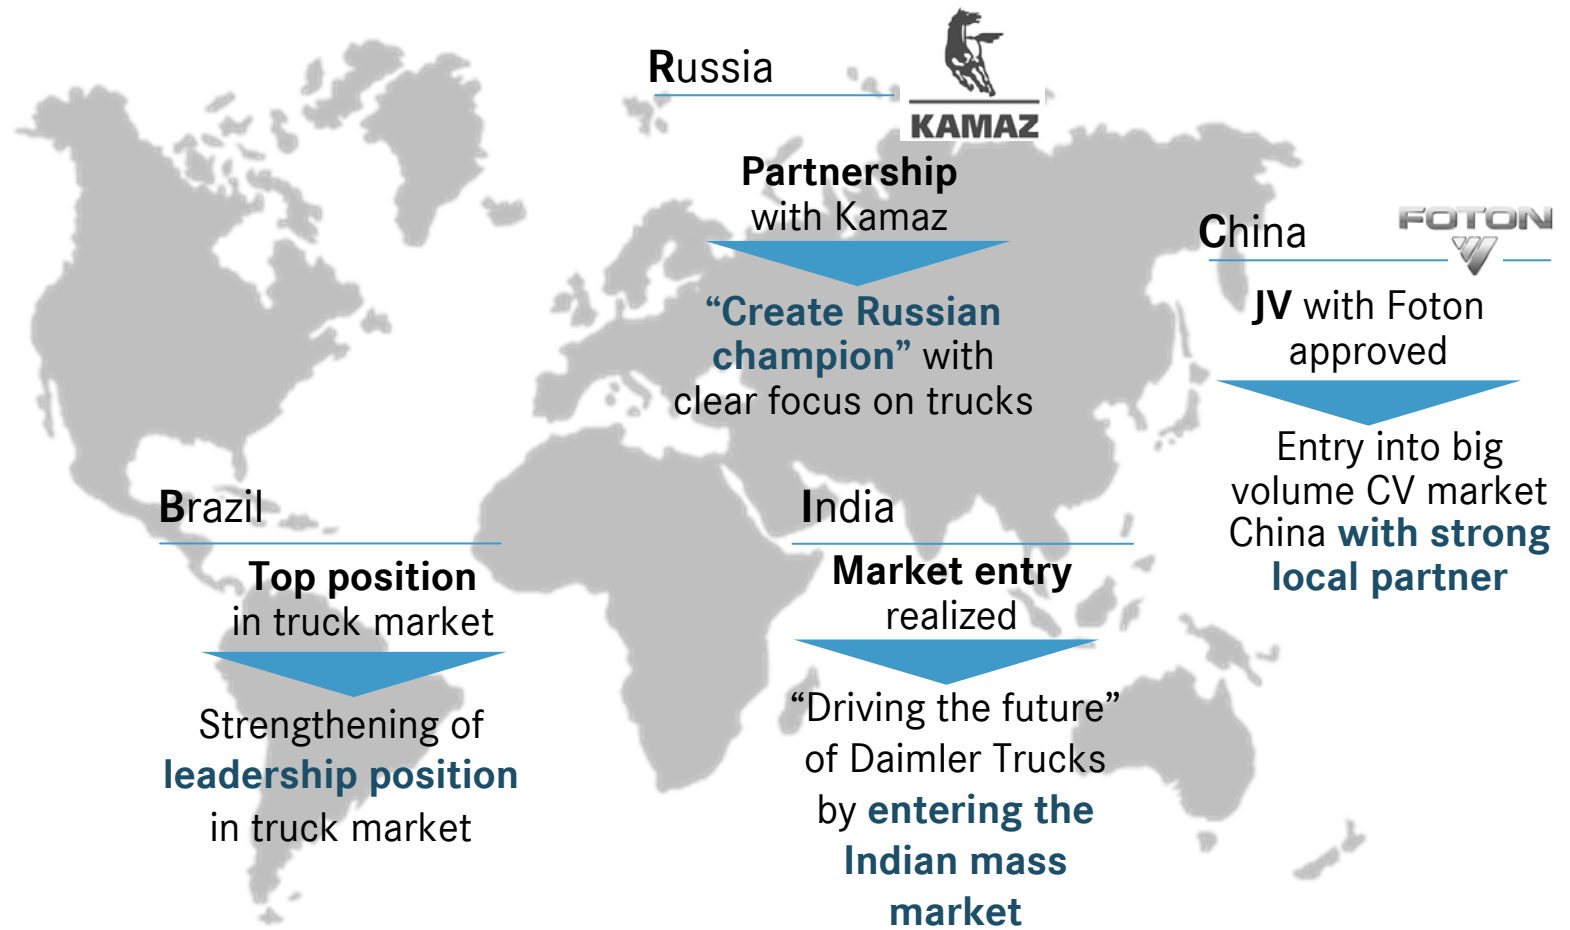 Russia
KAMAZ
Partnership
with Kamaz
“Create Russian
champion” with
clear focus on trucks
China
FOTON
JV with Foton
approved
Entry into big
volume CV market
China with strong
local partner
Brazil
Top position
in truck market
Strengthening of
leadership position
in truck market
India
Market entry
realized
“Driving the future”
of Daimler Trucks
by entering the
Indian mass
market